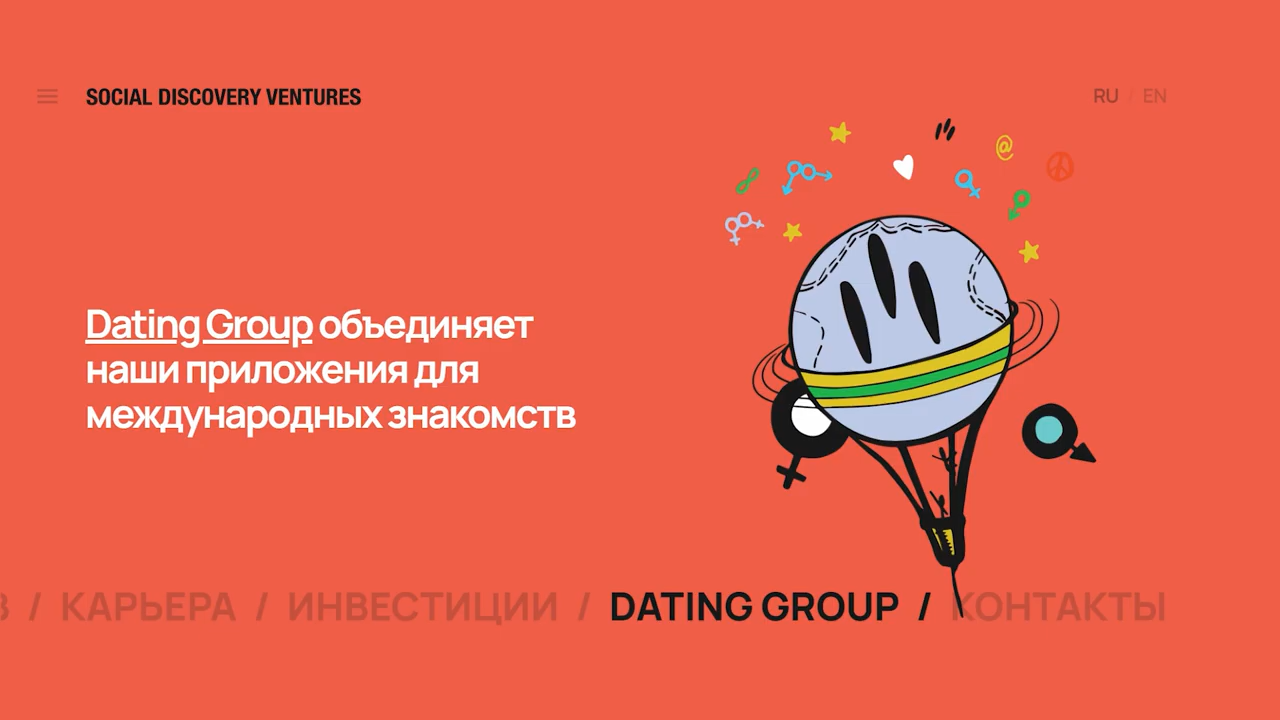 SOCIAL DISCOVERY VENTURES
RU / EN
@
Dating Group объединяет
наши приложения для
международных знакомств
/ КАРЬЕРА / ИНВЕСТИЦИИ / DATING GROUP / КОНТАКТЫ